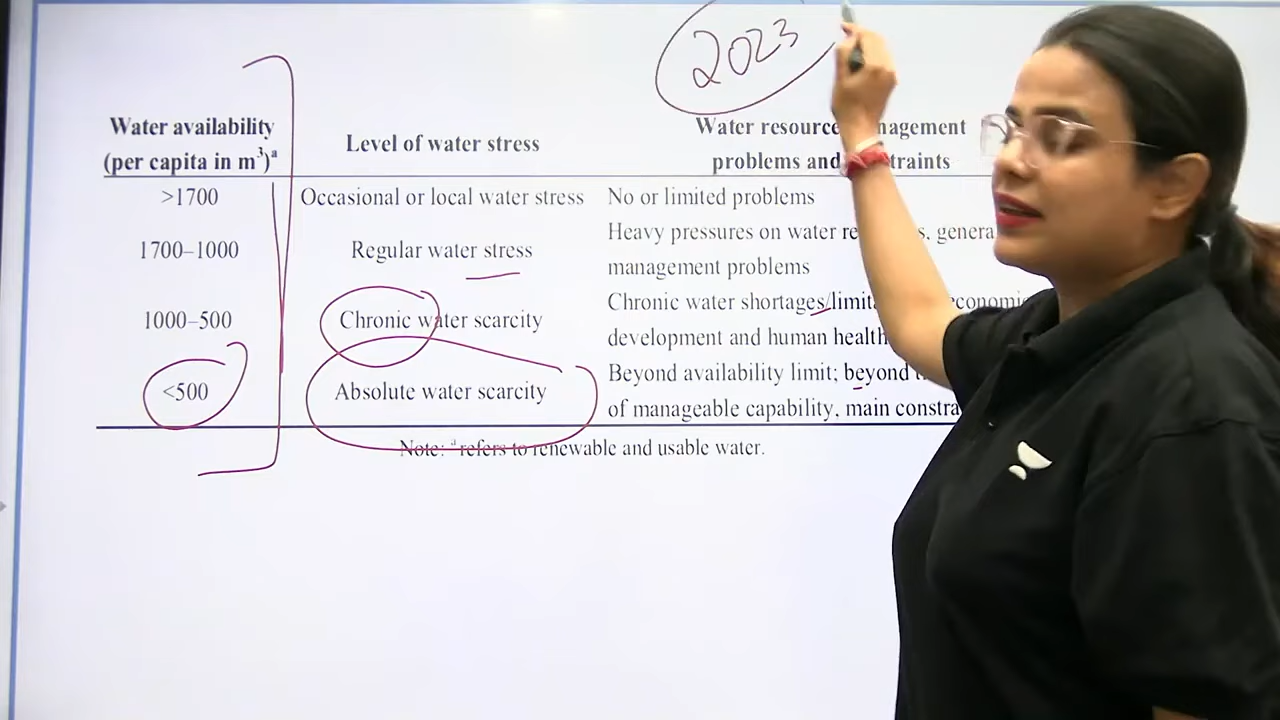 2023
Water availability
(per capita in m³)ª
Level of water stress
Water resource
problems and
>1700
Occasional or local water stress
No or limited problems
1700–1000
Regular water stress
Heavy pressures on water
management problems
1000–500
Chronic water scarcity
Chronic water shortages/
development and human health
<500
Absolute water scarcity
Beyond availability limit; beyond
of manageable capability, main
Note: ª refers to renewable and usable water.